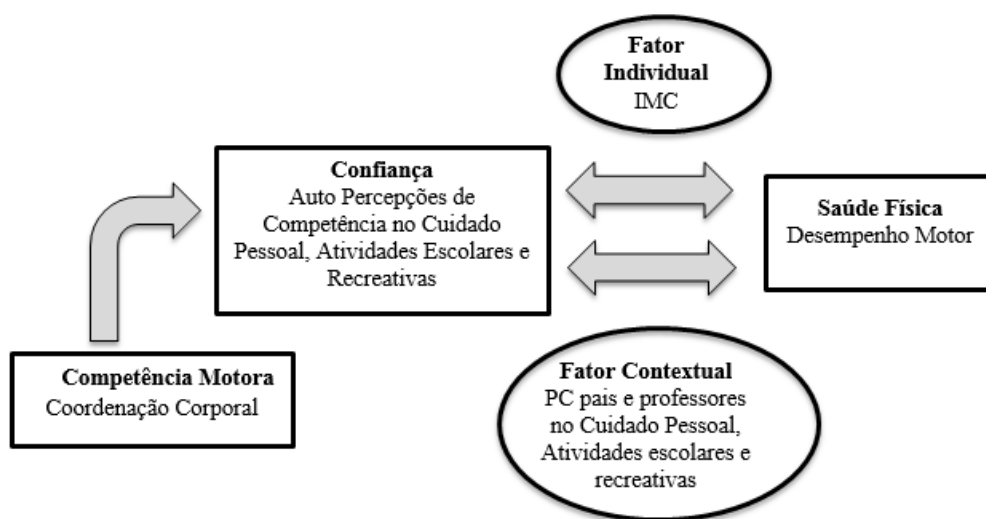 Fator
Individual
IMC
Confiança
Auto Percepções de
Competência no Cuidado
Pessoal, Atividades Escolares e
Recreativas
Saúde Física
Desempenho Motor
Competência Motora
Coordenação Corporal
Fator Contextual
PC pais e professores
no Cuidado Pessoal,
Atividades escolares e
recreativas